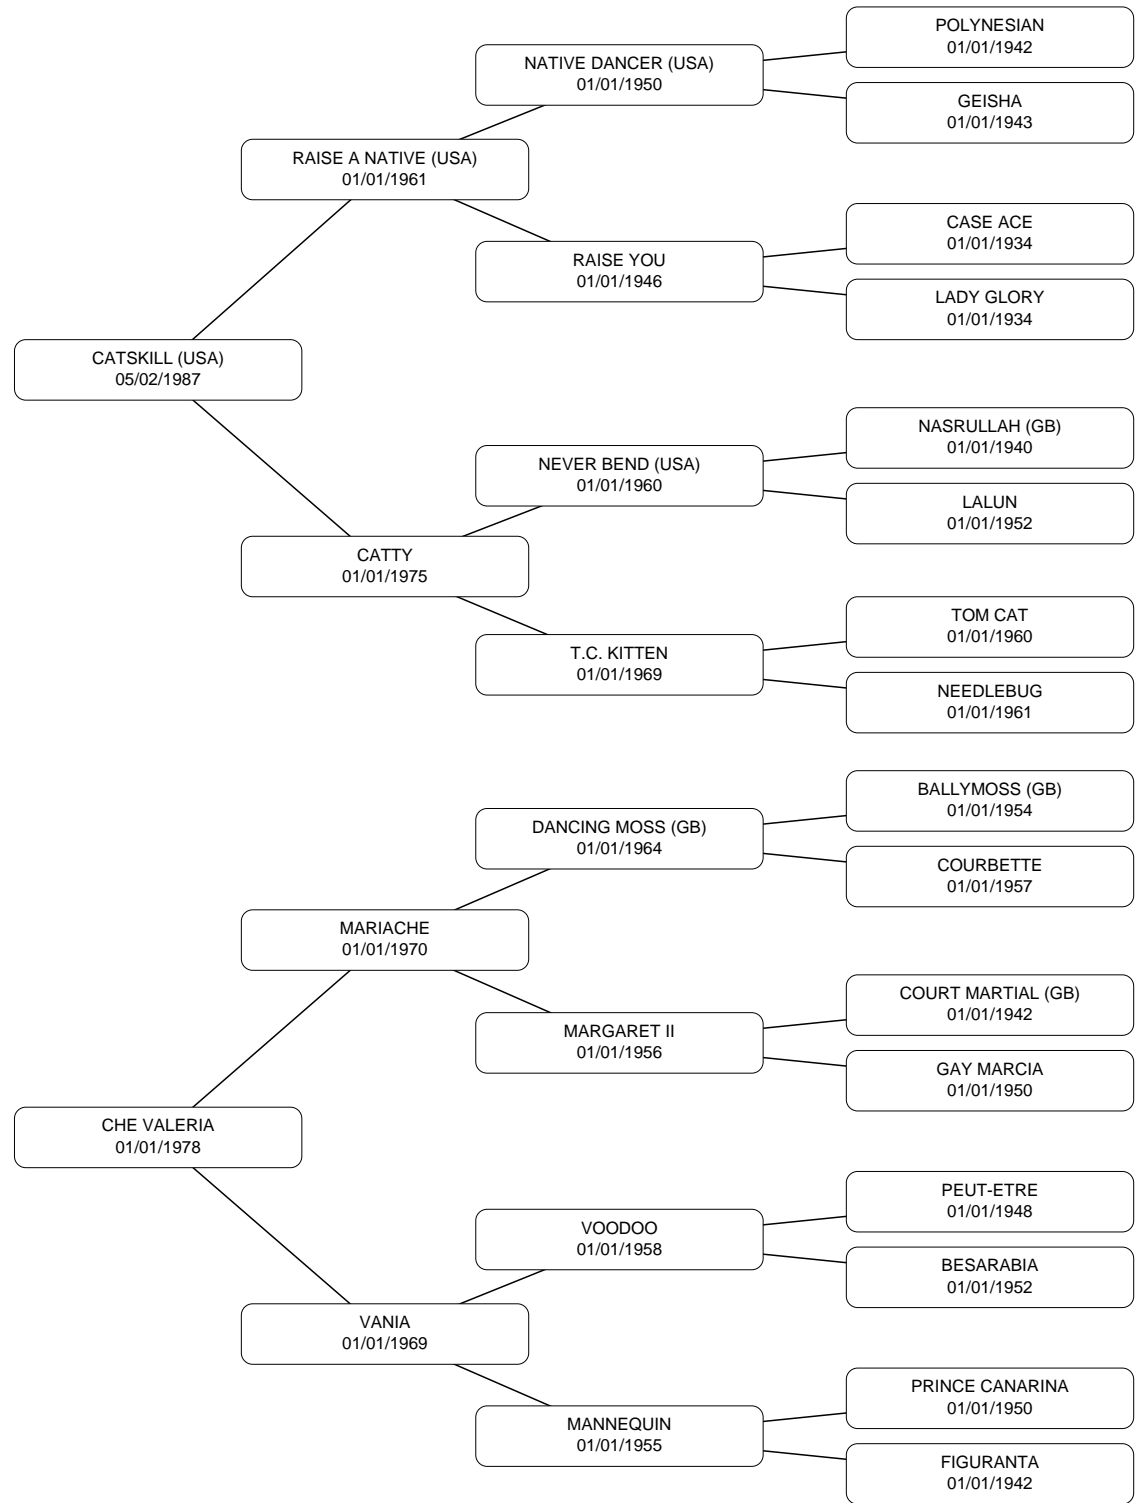 POLYNESIAN
01/01/1942
NATIVE DANCER (USA)
01/01/1950
GEISHA
01/01/1943
RAISE A NATIVE (USA)
01/01/1961
CASE ACE
01/01/1934
RAISE YOU
01/01/1946
LADY GLORY
01/01/1934
CATSKILL (USA)
05/02/1987
NASRULLAH (GB)
01/01/1940
NEVER BEND (USA)
01/01/1960
LALUN
01/01/1952
CATTY
01/01/1975
TOM CAT
01/01/1960
T.C. KITTEN
01/01/1969
NEEDLEBUG
01/01/1961
BALLYMOSS (GB)
01/01/1954
DANCING MOSS (GB)
01/01/1964
COURBETTE
01/01/1957
MARIACHE
01/01/1970
COURT MARTIAL (GB)
01/01/1942
MARGARET II
01/01/1956
GAY MARCIA
01/01/1950
CHE VALERIA
01/01/1978
PEUT-ETRE
01/01/1948
VOODOO
01/01/1958
BESARABIA
01/01/1952
VANIA
01/01/1969
PRINCE CANARINA
01/01/1950
MANNEQUIN
01/01/1955
FIGURANTA
01/01/1942